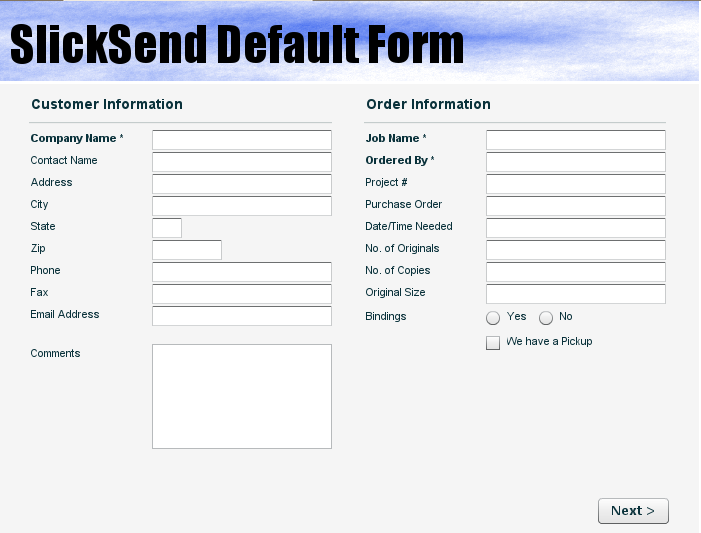 SlickSend Default Form
Customer Information
Company Name *
Contact Name
Address
City
State
Zip
Phone
Fax
Email Address
Comments
Order Information
Job Name *
Ordered By *
Project #
Purchase Order
Date/Time Needed
No. of Originals
No. of Copies
Original Size
Bindings Yes No
We have a Pickup
Next >